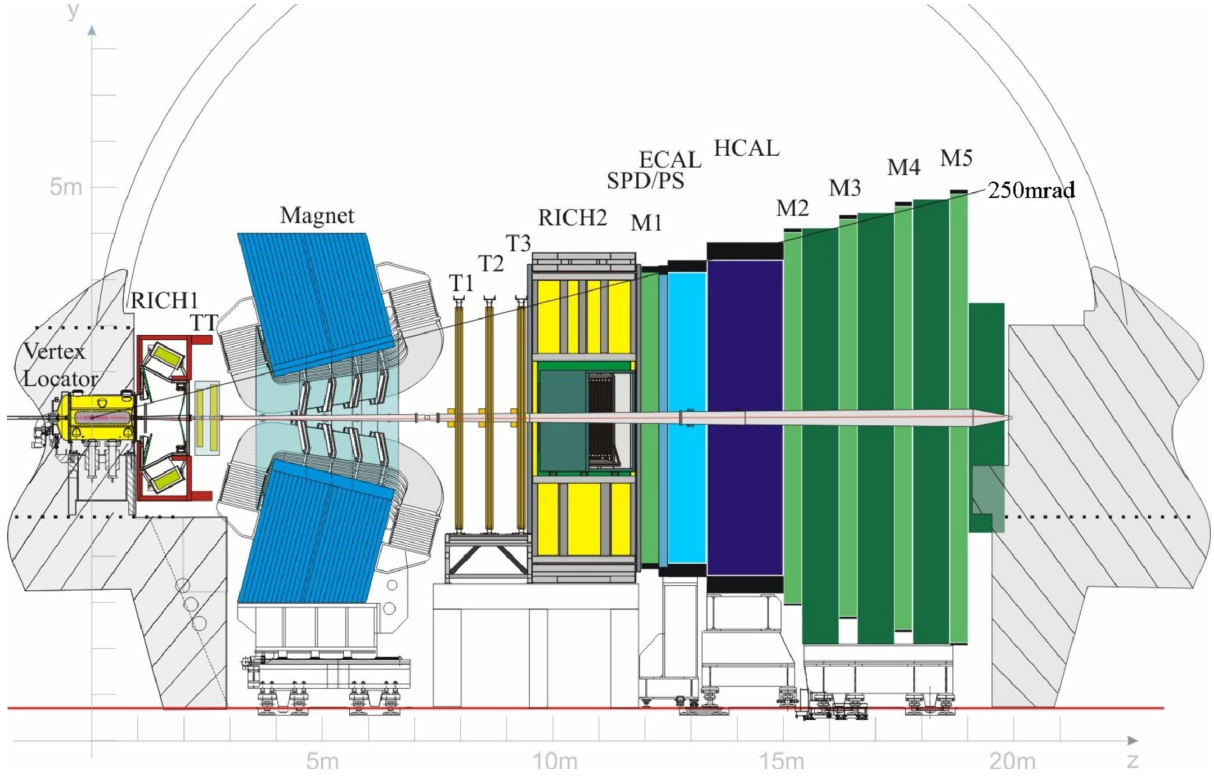 y
5m
Magnet
RICH1
TT
Vertex
Locator
T1
T2
T3
RICH2
SPD/PS
ECAL
M1
HCAL
M2
M3
M4
M5
250mrad
5m
10m
15m
20m
z